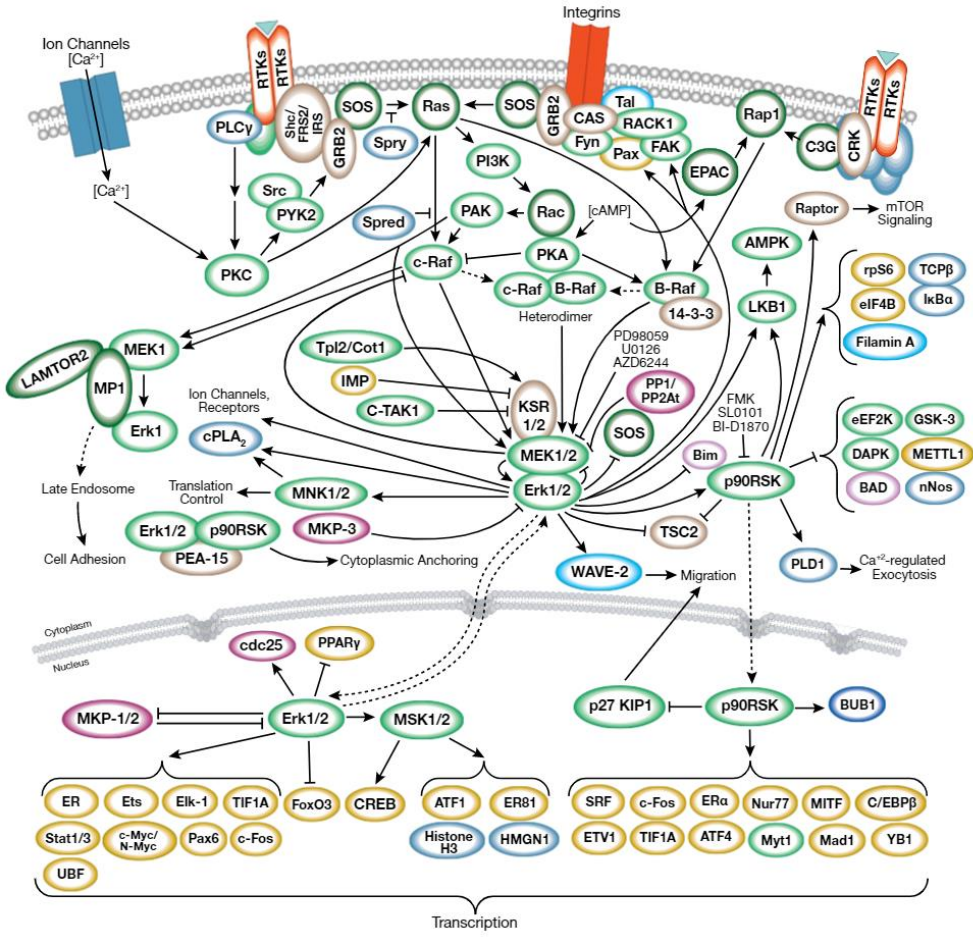 Ion Channels
[Ca²⁺]
RTKs
RTKs
Integrins
RTKs
RTKs
PLCγ
Shc/
FRS2/
IRS
GRB2
SOS
Ras
Spry
SOS
GRB2
CAS
Tal
RACK1
Fyn
Pax
FAK
Rap1
C3G
CRK
EPAC
[Ca²⁺]
Src
PYK2
PKC
PI3K
Spred
PAK
Rac
[cAMP]
Raptor
mTOR
Signaling
c-Raf
PKA
c-Raf
B-Raf
Heterodimer
B-Raf
14-3-3
AMPK
LKB1
rpS6
TCPβ
eIF4B
IκBα
Filamin A
LAMTOR2
MP1
MEK1
Erk1
Tpl2/Cot1
IMP
C-TAK1
KSR
1/2
PD98059
U0126
AZD6244
PP1/
PP2At
SOS
FMK
SL0101
BI-D1870
Ion Channels,
Receptors
cPLA₂
MEK1/2
Erk1/2
Bim
p90RSK
eEF2K
GSK-3
DAPK
METTL1
BAD
nNos
Late Endosome
Translation
Control
MNK1/2
MKP-3
TSC2
Cell Adhesion
Erk1/2
p90RSK
PEA-15
Cytoplasmic Anchoring
WAVE-2
Migration
PLD1
Ca⁺²-regulated
Exocytosis
Cytoplasm
Nucleus
cdc25
PPARγ
MKP-1/2
Erk1/2
MSK1/2
p27 KIP1
p90RSK
BUB1
ER
Ets
Elk-1
TIF1A
FoxO3
CREB
ATF1
ER81
SRF
c-Fos
ERα
Nur77
MITF
C/EBPβ
Stat1/3
c-Myc/
N-Myc
Pax6
c-Fos
Histone
H3
HMGN1
ETV1
TIF1A
ATF4
Myt1
Mad1
YB1
UBF
Transcription